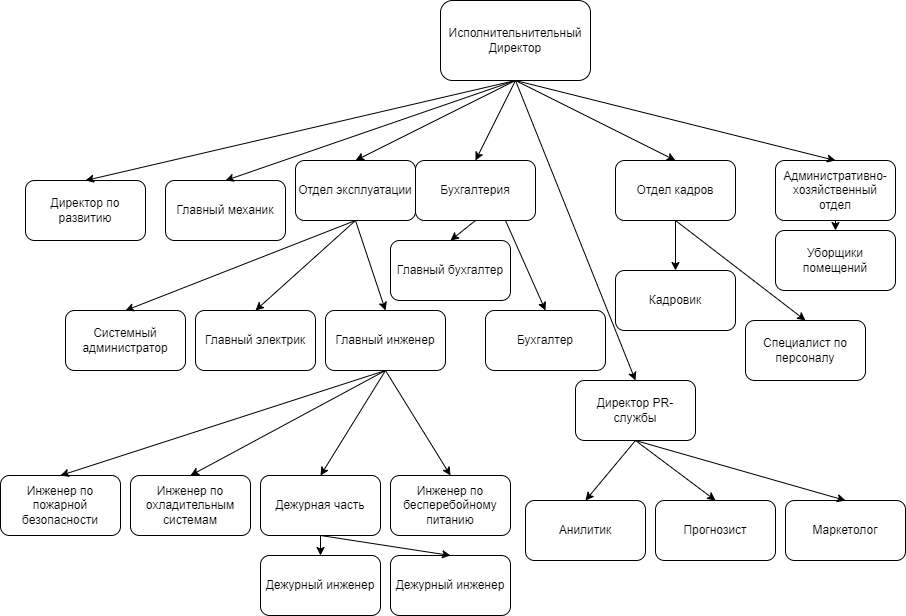 Исполнительнительный
Директор
Директор по
развитию
Главный механик
Отдел эксплуатации
Бухгалтерия
Отдел кадров
Административно-
хозяйственный
отдел
Главный бухгалтер
Уборщики
помещений
Кадровик
Системный
администратор
Главный электрик
Главный инженер
Бухгалтер
Специалист по
персоналу
Директор PR-
службы
Инженер по
пожарной
безопасности
Инженер по
охладительным
системам
Дежурная часть
Инженер по
бесперебойному
питанию
Анилитик
Прогнозист
Маркетолог
Дежурный инженер
Дежурный инженер